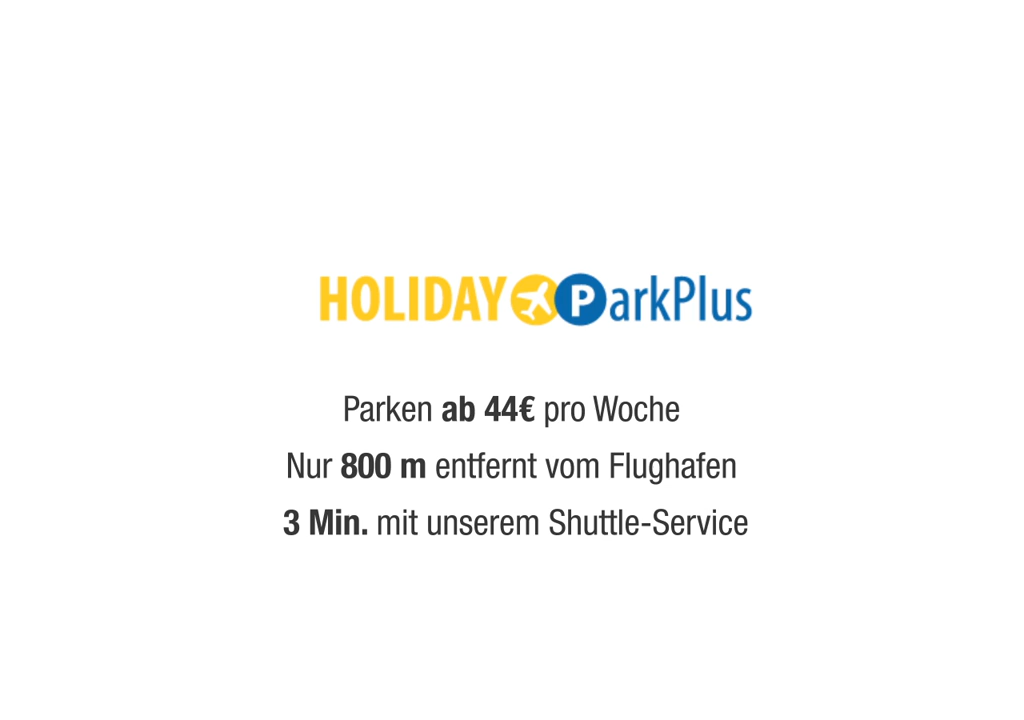 HOLIDAY ParkPlus
Parken ab 44€ pro Woche
Nur 800 m entfernt vom Flughafen
3 Min. mit unserem Shuttle-Service